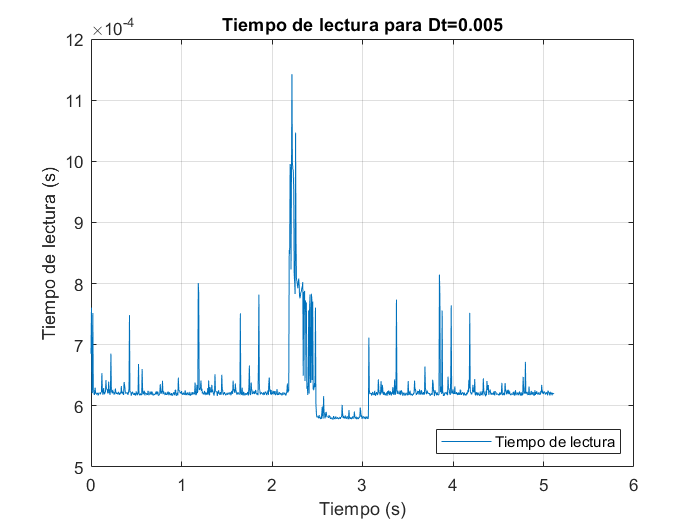 Tiempo de lectura para Dt=0.005
×10^-4
12
11
10
9
8
7
6
5
Tiempo de lectura (s)
0 1 2 3 4 5 6
Tiempo (s)
Tiempo de lectura